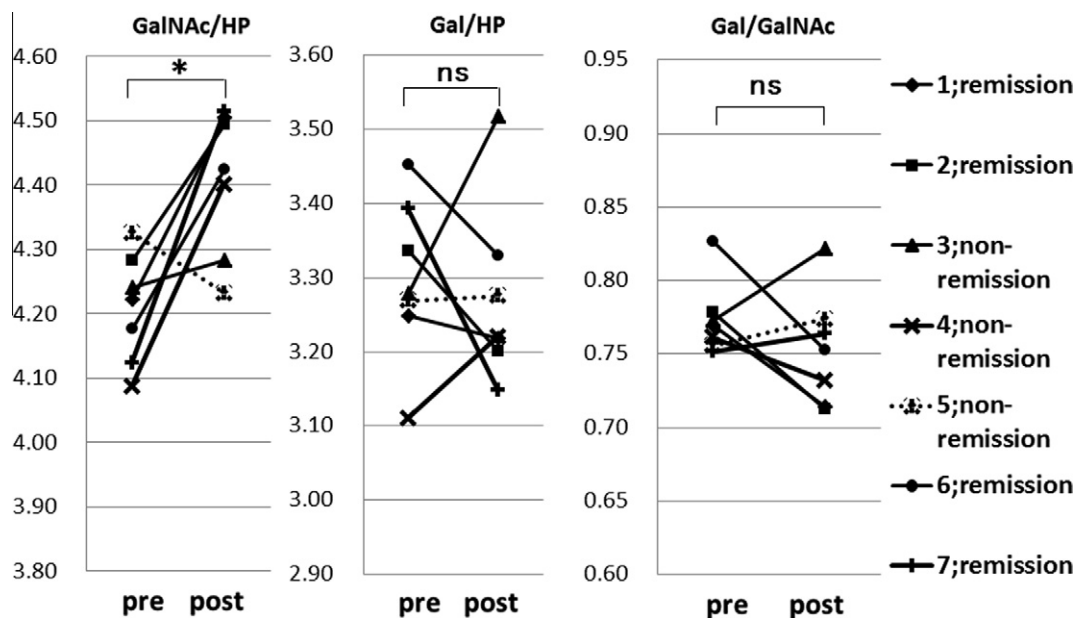 GalNAc/HP
4.60
*
4.50
4.40
4.30
4.20
4.10
4.00
3.90
3.80
pre post
Gal/HP
3.60
ns
3.50
3.40
3.30
3.20
3.10
3.00
2.90
pre post
Gal/GalNAc
0.95
ns
0.90
0.85
0.80
0.75
0.70
0.65
0.60
pre post
1;remission
2;remission
3;non-
remission
4;non-
remission
5;non-
remission
6;remission
7;remission